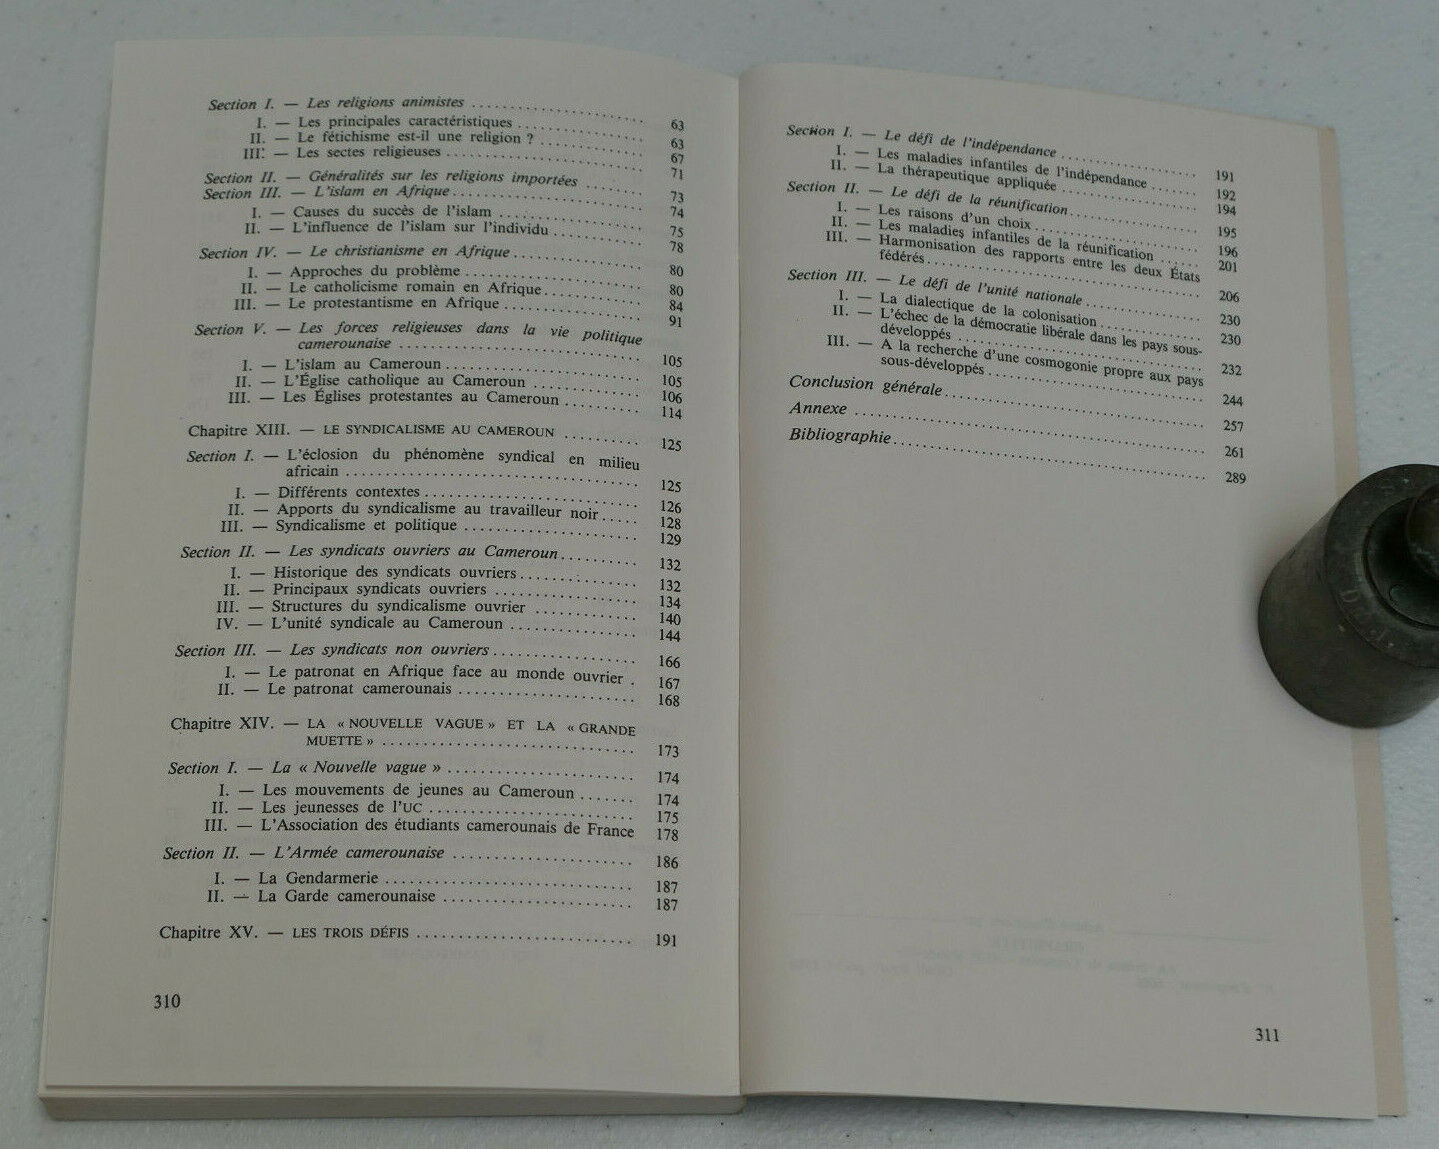 Section I. — Les religions animistes .......... 63
I. — Les principales caractéristiques .......... 63
II. — Le fétichisme est-il une religion ? .......... 67
III. — Les sectes religieuses .......... 71
Section II. — Généralités sur les religions importées .......... 73
Section III. — L'islam en Afrique .......... 74
I. — Causes du succès de l'islam .......... 75
II. — L'influence de l'islam sur l'individu .......... 78
Section IV. — Le christianisme en Afrique .......... 80
I. — Approches du problème .......... 80
II. — Le catholicisme romain en Afrique .......... 84
III. — Le protestantisme en Afrique .......... 91
Section V. — Les forces religieuses dans la vie politique
camerounaise .......... 105
I. — L'islam au Cameroun .......... 105
II. — L'Église catholique au Cameroun .......... 106
III. — Les Églises protestantes au Cameroun .......... 114
Chapitre XIII. — LE SYNDICALISME AU CAMEROUN .......... 125
Section I. — L'éclosion du phénomène syndical en milieu
africain .......... 125
I. — Différents contextes .......... 126
II. — Apports du syndicalisme au travailleur noir .......... 128
III. — Syndicalisme et politique .......... 129
Section II. — Les syndicats ouvriers au Cameroun .......... 132
I. — Historique des syndicats ouvriers .......... 132
II. — Principaux syndicats ouvriers .......... 134
III. — Structures du syndicalisme ouvrier .......... 140
IV. — L'unité syndicale au Cameroun .......... 144
Section III. — Les syndicats non ouvriers .......... 166
I. — Le patronat en Afrique face au monde ouvrier . 167
II. — Le patronat camerounais .......... 168
Chapitre XIV. — LA « NOUVELLE VAGUE » ET LA « GRANDE
MUETTE » .......... 173
Section I. — La « Nouvelle vague » .......... 174
I. — Les mouvements de jeunes au Cameroun .......... 174
II. — Les jeunesses de l'UC .......... 175
III. — L'Association des étudiants camerounais de France 178
Section II. — L'Armée camerounaise .......... 186
I. — La Gendarmerie .......... 187
II. — La Garde camerounaise .......... 187
Chapitre XV. — LES TROIS DÉFIS .......... 191
310
Section I. — Le défi de l'indépendance .......... 191
I. — Les maladies infantiles de l'indépendance .......... 192
II. — La thérapeutique appliquée .......... 194
Section II. — Le défi de la réunification .......... 195
I. — Les raisons d'un choix .......... 196
II. — Les maladies infantiles de la réunification .......... 201
III. — Harmonisation des rapports entre les deux États
fédérés .......... 206
Section III. — Le défi de l'unité nationale .......... 230
I. — La dialectique de la colonisation .......... 230
II. — L'échec de la démocratie libérale dans les pays sous-
développés .......... 232
III. — A la recherche d'une cosmogonie propre aux pays
sous-développés .......... 244
Conclusion générale .......... 257
Annexe .......... 261
Bibliographie .......... 289
311